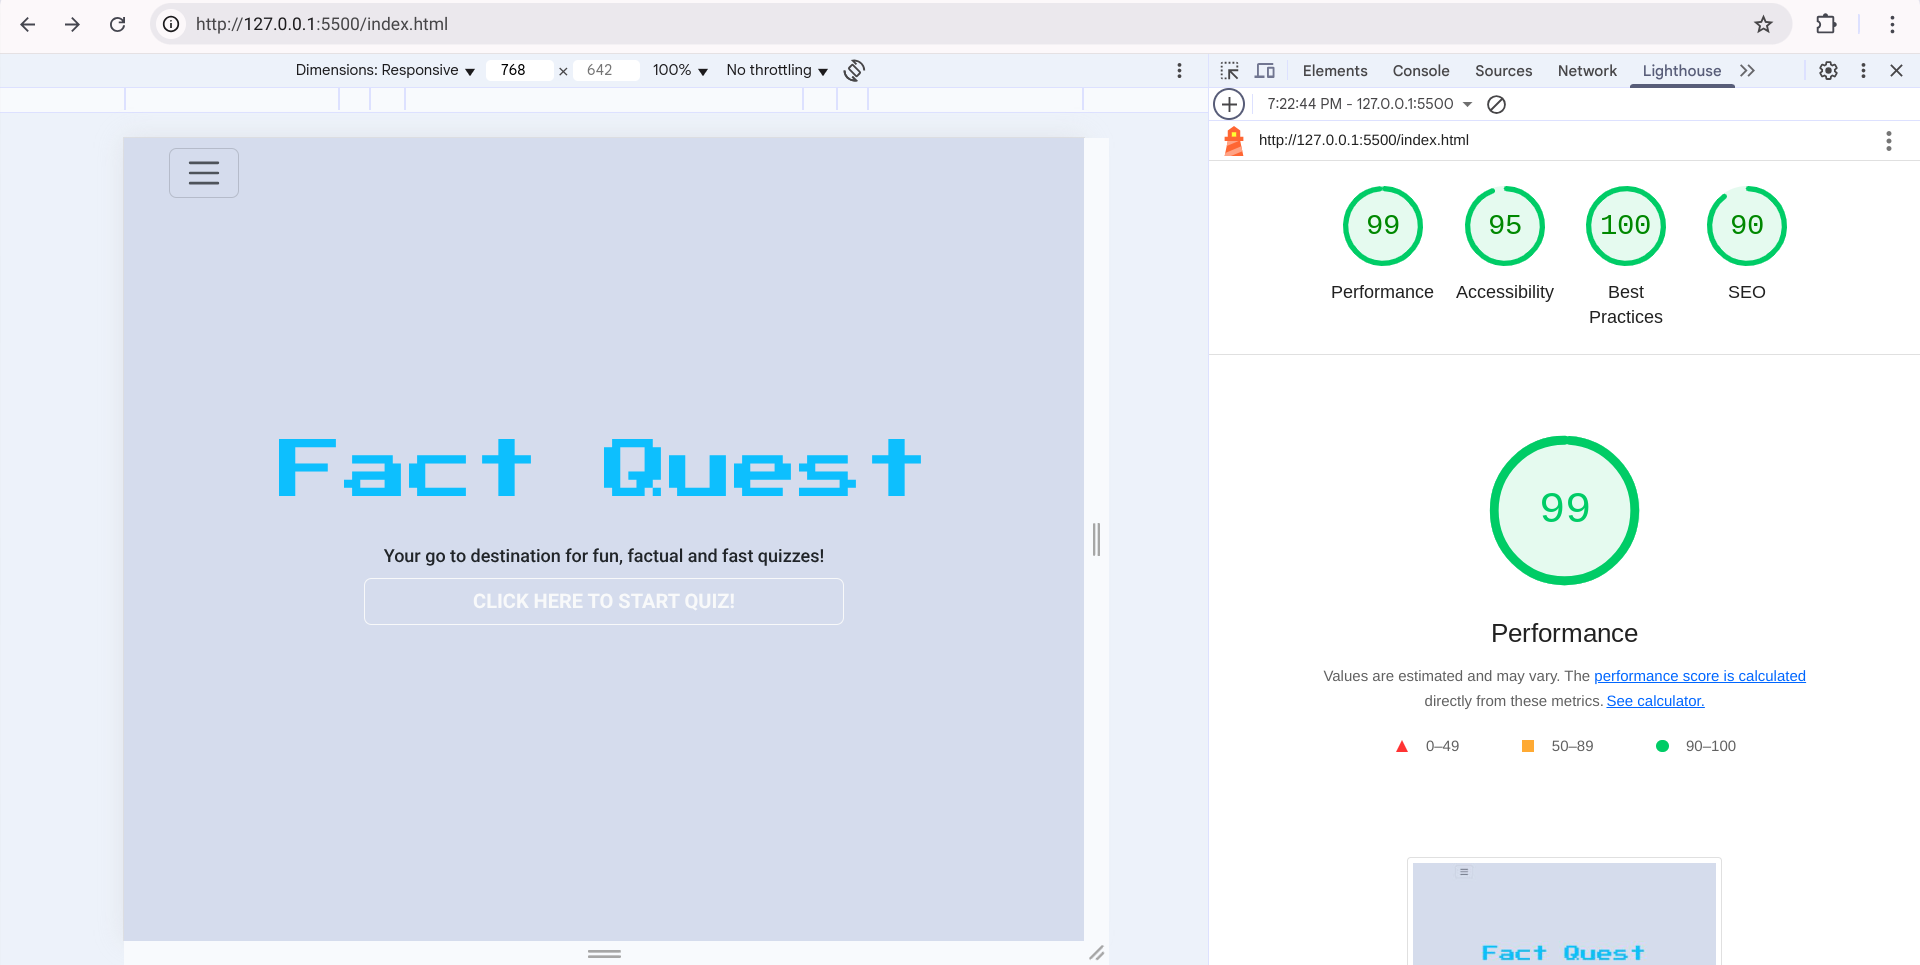 http://127.0.0.1:5500/index.html
Dimensions: Responsive 768 × 642 100% No throttling
Elements Console Sources Network Lighthouse
7:22:44 PM - 127.0.0.1:5500
http://127.0.0.1:5500/index.html
99 95 100 90
Performance Accessibility Best Practices SEO
Fact Quest
Your go to destination for fun, factual and fast quizzes!
CLICK HERE TO START QUIZ!
99
Performance
Values are estimated and may vary. The performance score is calculated
directly from these metrics. See calculator.
0–49 50–89 90–100
Fact Quest